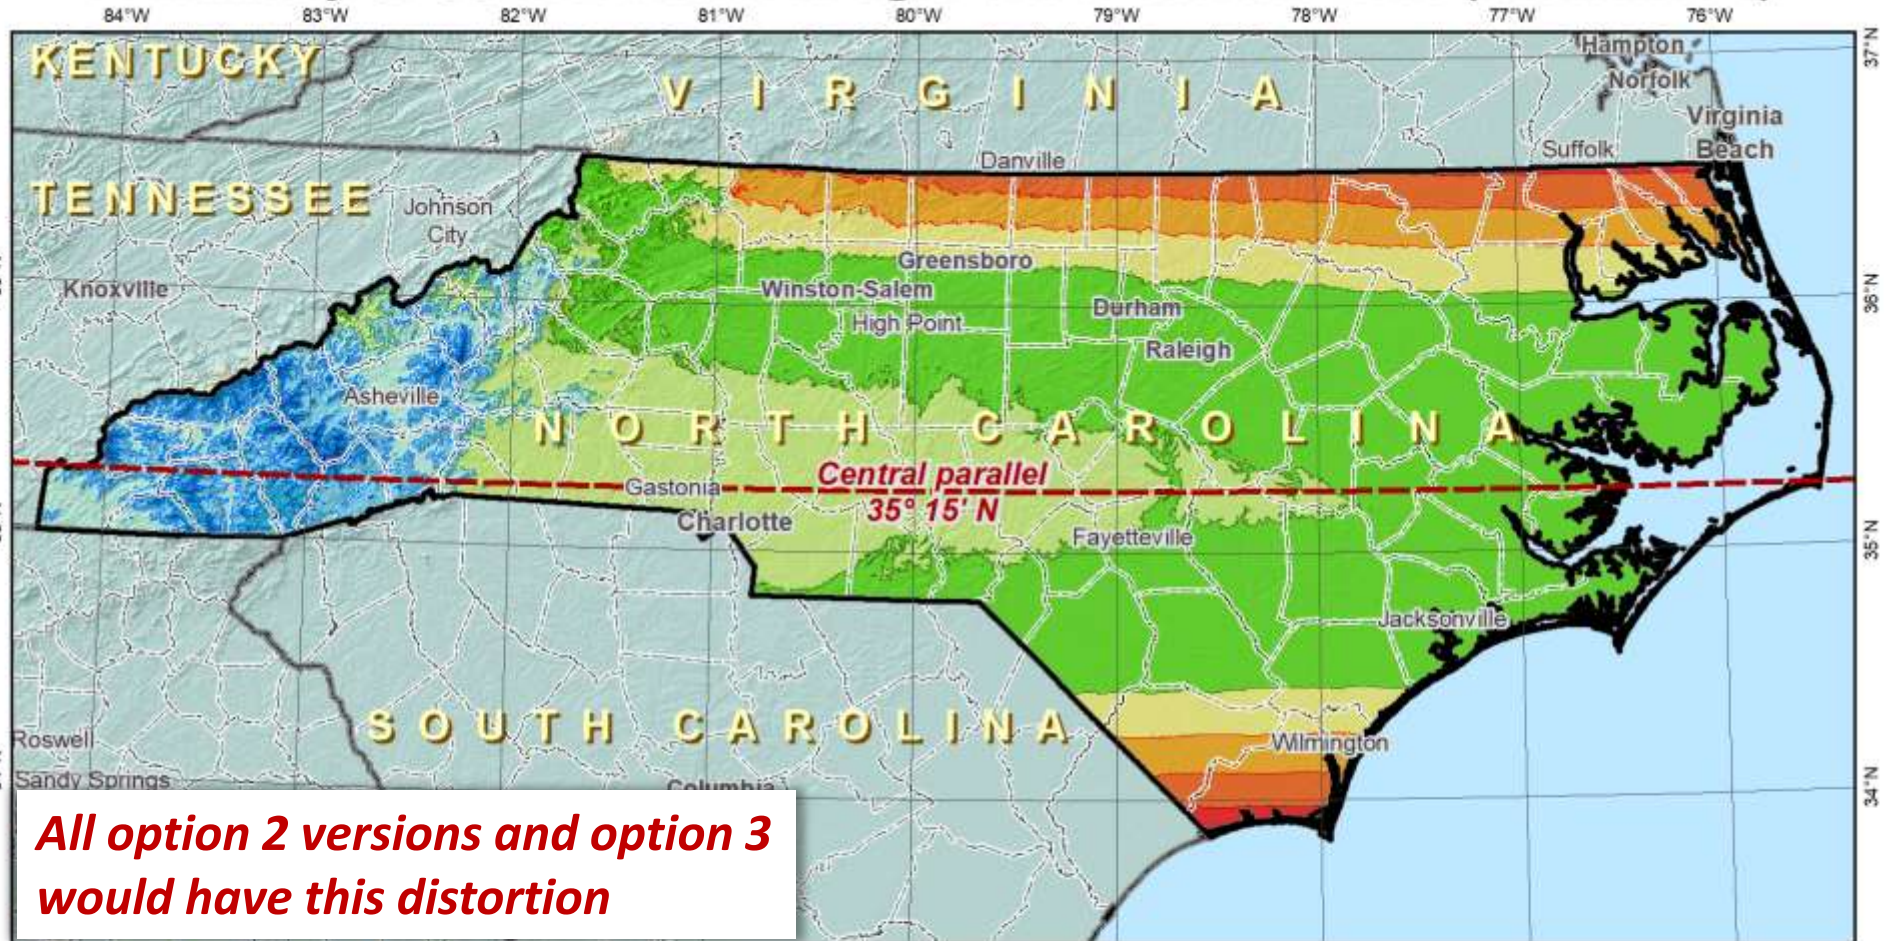 84°W 83°W 82°W 81°W 80°W 79°W 78°W 77°W 76°W
KENTUCKY
VIRGINIA
Hampton
Norfolk
37°N
Virginia
Beach
Suffolk
Danville
TENNESSEE
Johnson
City
Knoxville
Greensboro
Winston-Salem
High Point
Durham
Raleigh
36°N
Asheville
NORTH CAROLINA
Central parallel
35° 15' N
Gastonia
Charlotte
Fayetteville
35°N
Jacksonville
SOUTH CAROLINA
Wilmington
Roswell
Sandy Springs
Columbia
34°N
All option 2 versions and option 3
would have this distortion